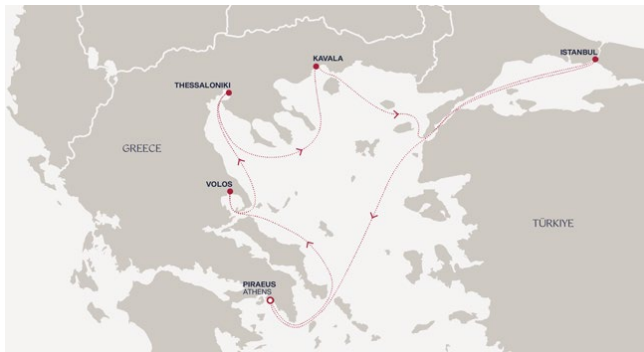 KAVALA
ISTANBUL
THESSALONIKI
GREECE
VOLOS
TÜRKIYE
PIRAEUS
ATHENS